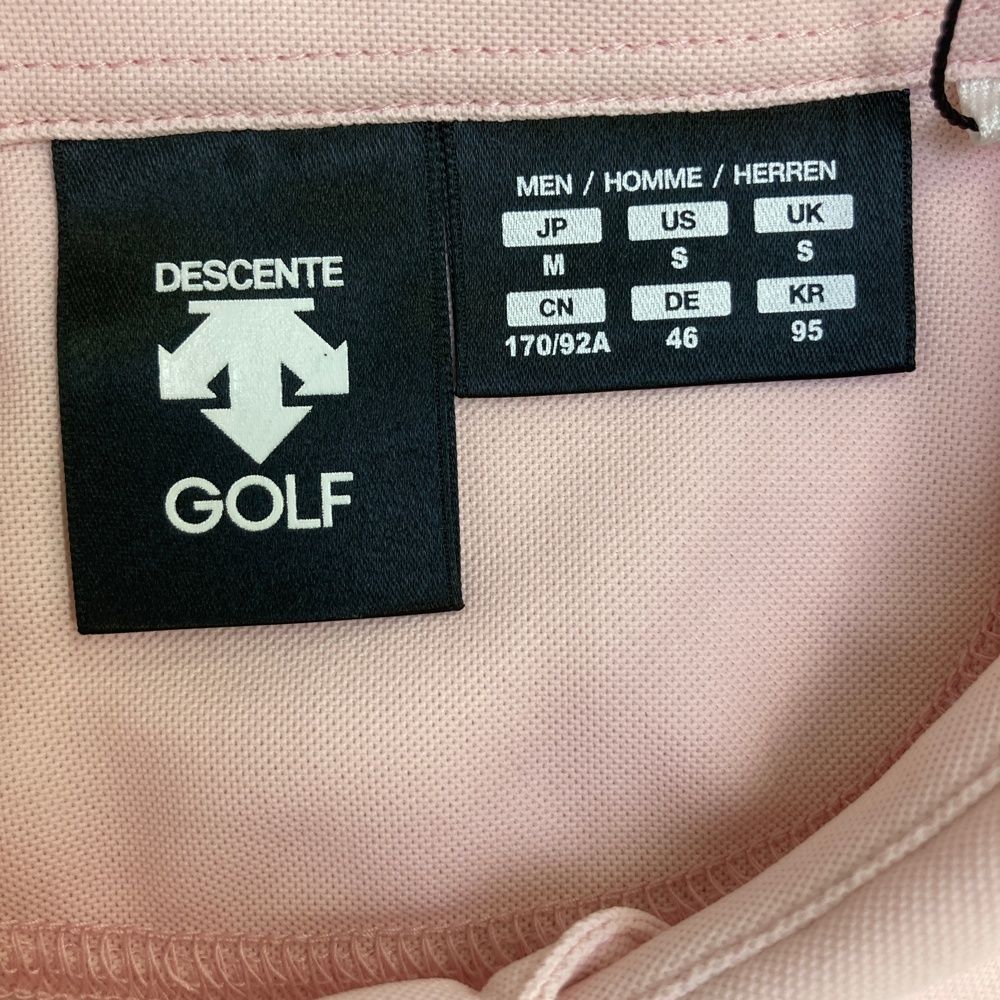 DESCENTE
GOLF
MEN / HOMME / HERREN
JP US UK
M S S
CN DE KR
170/92A 46 95